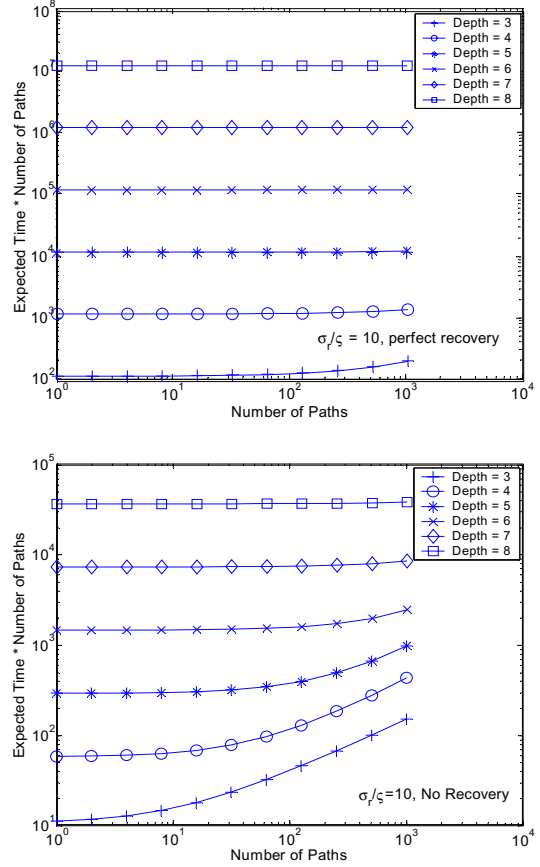 10^8
10^7
10^6
10^5
10^4
10^3
10^2
Expected Time * Number of Paths
Depth = 3
Depth = 4
Depth = 5
Depth = 6
Depth = 7
Depth = 8
σ_r/ς = 10, perfect recovery
10^0 10^1 10^2 10^3 10^4
Number of Paths
10^5
10^4
10^3
10^2
10^1
Expected Time * Number of Paths
Depth = 3
Depth = 4
Depth = 5
Depth = 6
Depth = 7
Depth = 8
σ_r/ς=10, No Recovery
10^0 10^1 10^2 10^3 10^4
Number of Paths